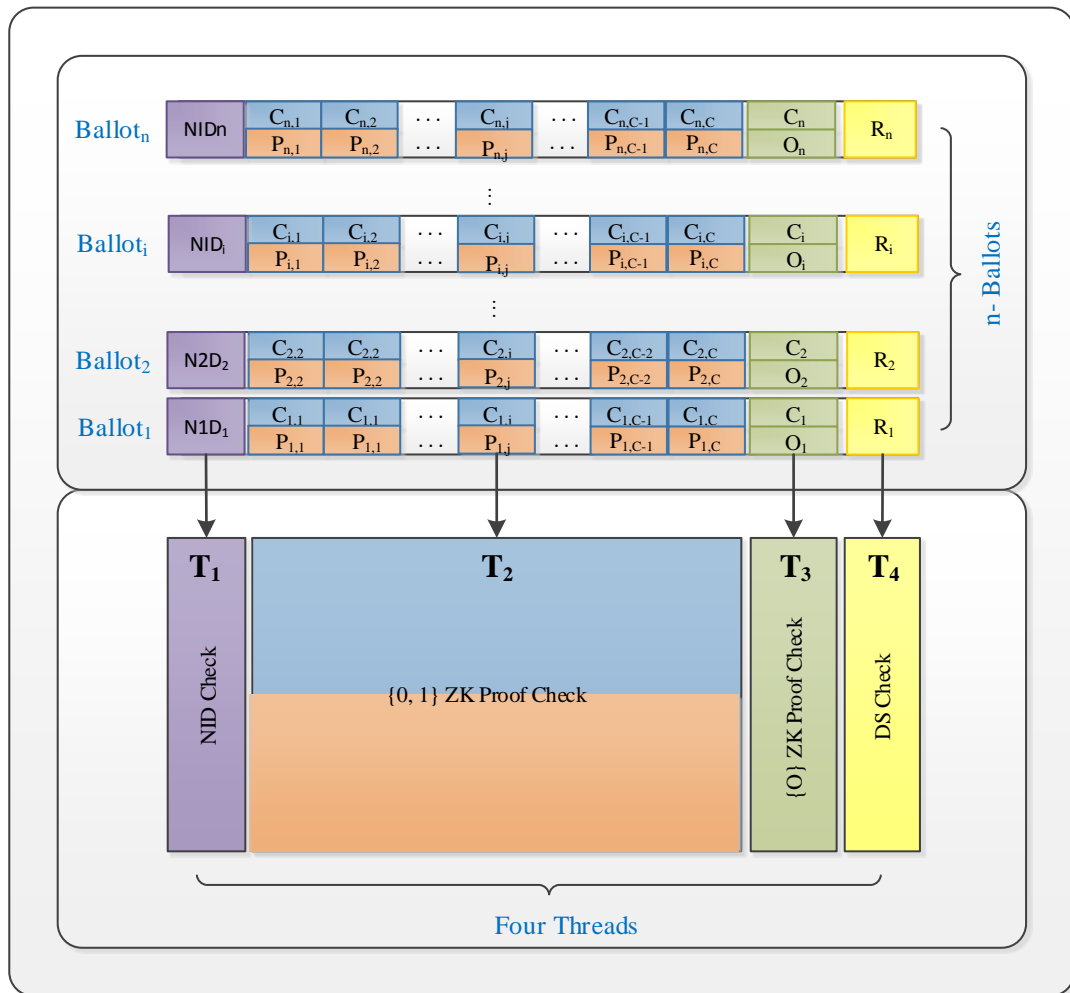 Ballotn NIDn Cn,1 Cn,2 ... Cn,j ... Cn,C-1 Cn,C Cn Rn
Pn,1 Pn,2 ... Pn,j ... Pn,C-1 Pn,C On
⋮
Balloti NIDi Ci,1 Ci,2 ... Ci,j ... Ci,C-1 Ci,C Ci Ri
Pi,1 Pi,2 ... Pi,j ... Pi,C-1 Pi,C Oi
⋮
Ballot2 N2D2 C2,2 C2,2 ... C2,j ... C2,C-2 C2,C C2 R2
P2,2 P2,2 ... P2,j ... P2,C-2 P2,C O2
Ballot1 N1D1 C1,1 C1,1 ... C1,j ... C1,C-1 C1,C C1 R1
P1,1 P1,1 ... P1,j ... P1,C-1 P1,C O1
n- Ballots
T1 T2 T3 T4
NID Check
{0, 1} ZK Proof Check
{O} ZK Proof Check
DS Check
Four Threads